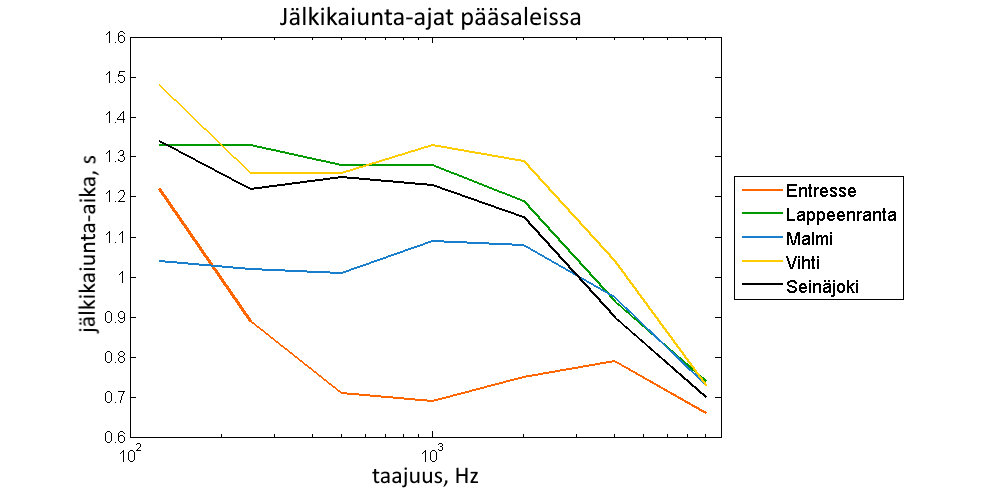 Jälkikaiunta-ajat pääsaleissa
1.6
1.5
1.4
1.3
1.2
1.1
1
0.9
0.8
0.7
0.6
jälkikaiunta-aika, s
10²
10³
taajuus, Hz
Entresse
Lappeenranta
Malmi
Vihti
Seinäjoki